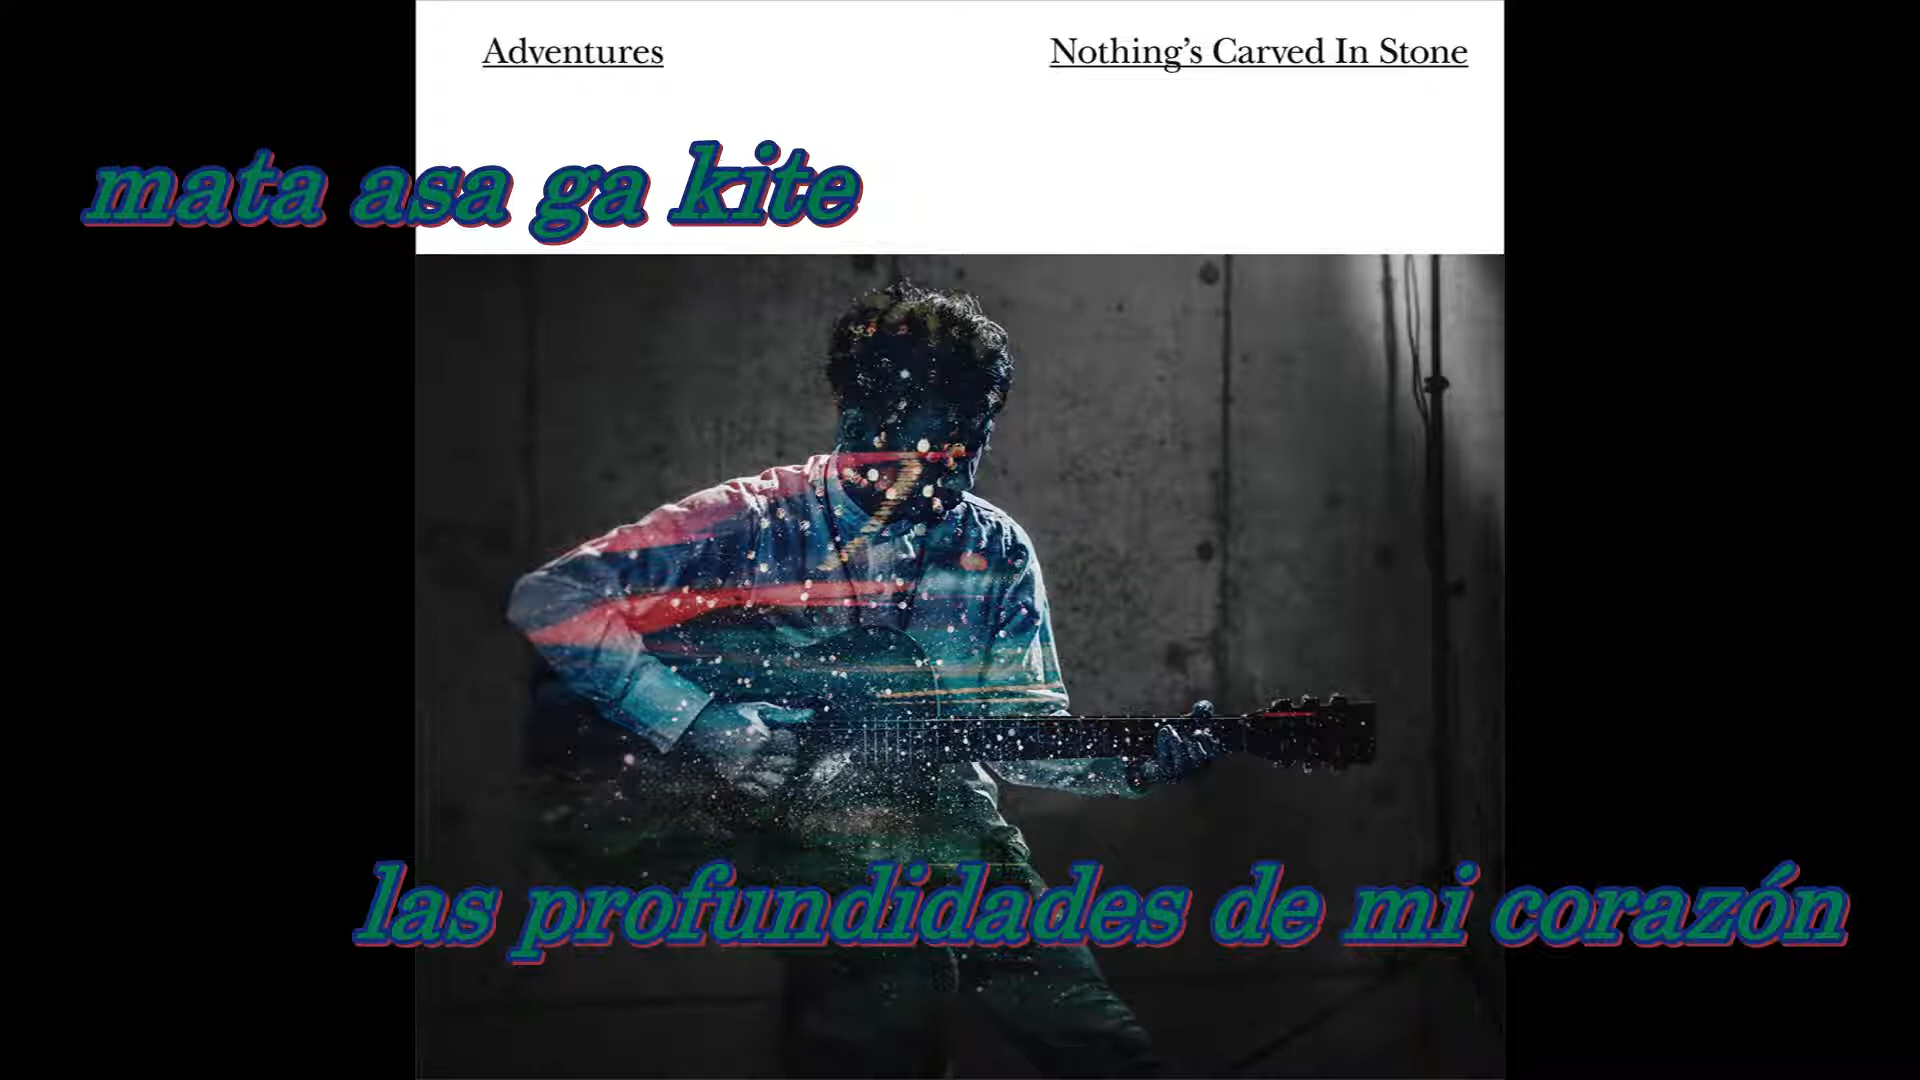 Adventures
Nothing’s Carved In Stone
mata asa ga kite
las profundidades de mi corazón